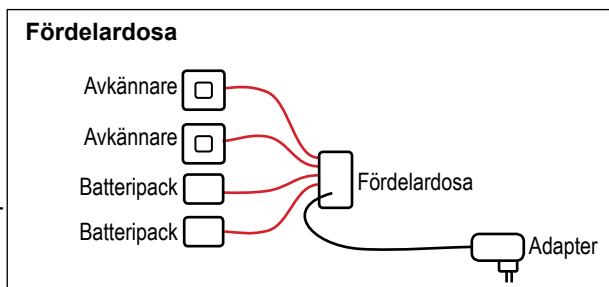 Fördelardosa
Avkännare
Avkännare
Batteripack
Fördelardosa
Batteripack
Adapter